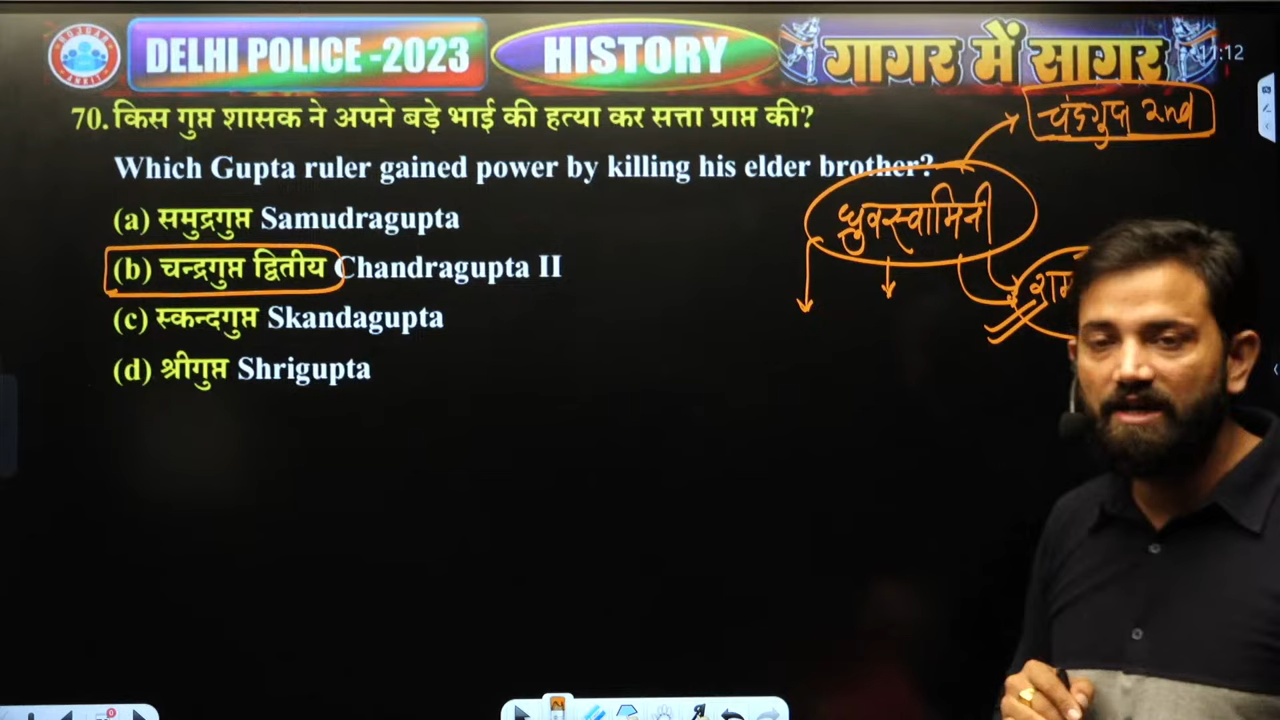 ROJGAR
ANKIT
DELHI POLICE -2023
HISTORY
गागर में सागर
:12
चंद्रगुप्त 2nd
70. किस गुप्त शासक ने अपने बड़े भाई की हत्या कर सत्ता प्राप्त की?
Which Gupta ruler gained power by killing his elder brother?
ध्रुवस्वामिनी
(a) समुद्रगुप्त Samudragupta
(b) चन्द्रगुप्त द्वितीय Chandragupta II
(c) स्कन्दगुप्त Skandagupta
(d) श्रीगुप्त Shrigupta